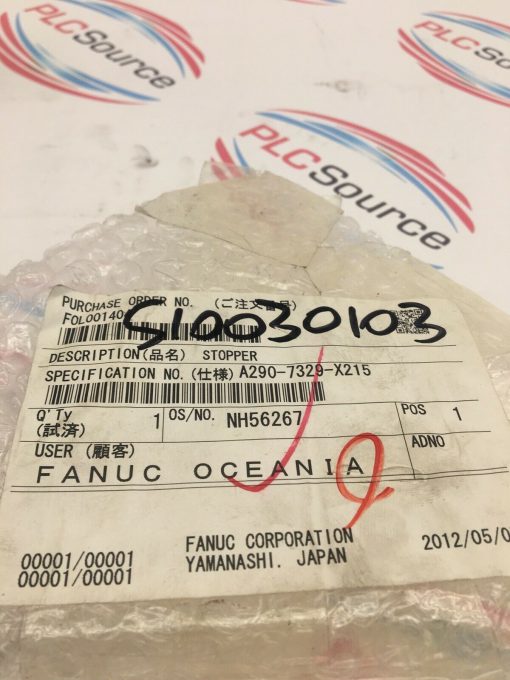 PLCSource
PLCSource
PLCSource
PURCHASE ORDER NO. (ご注文番号)
FOL00140
S10030103
DESCRIPTION(品名) STOPPER
SPECIFICATION NO.(仕様) A290-7329-X215
Q'Ty (試済) 1 OS/NO. NH56267 POS 1
USER (顧客) ADNO
FANUC OCEANIA
00001/00001 FANUC CORPORATION 2012/05/0
00001/00001 YAMANASHI. JAPAN